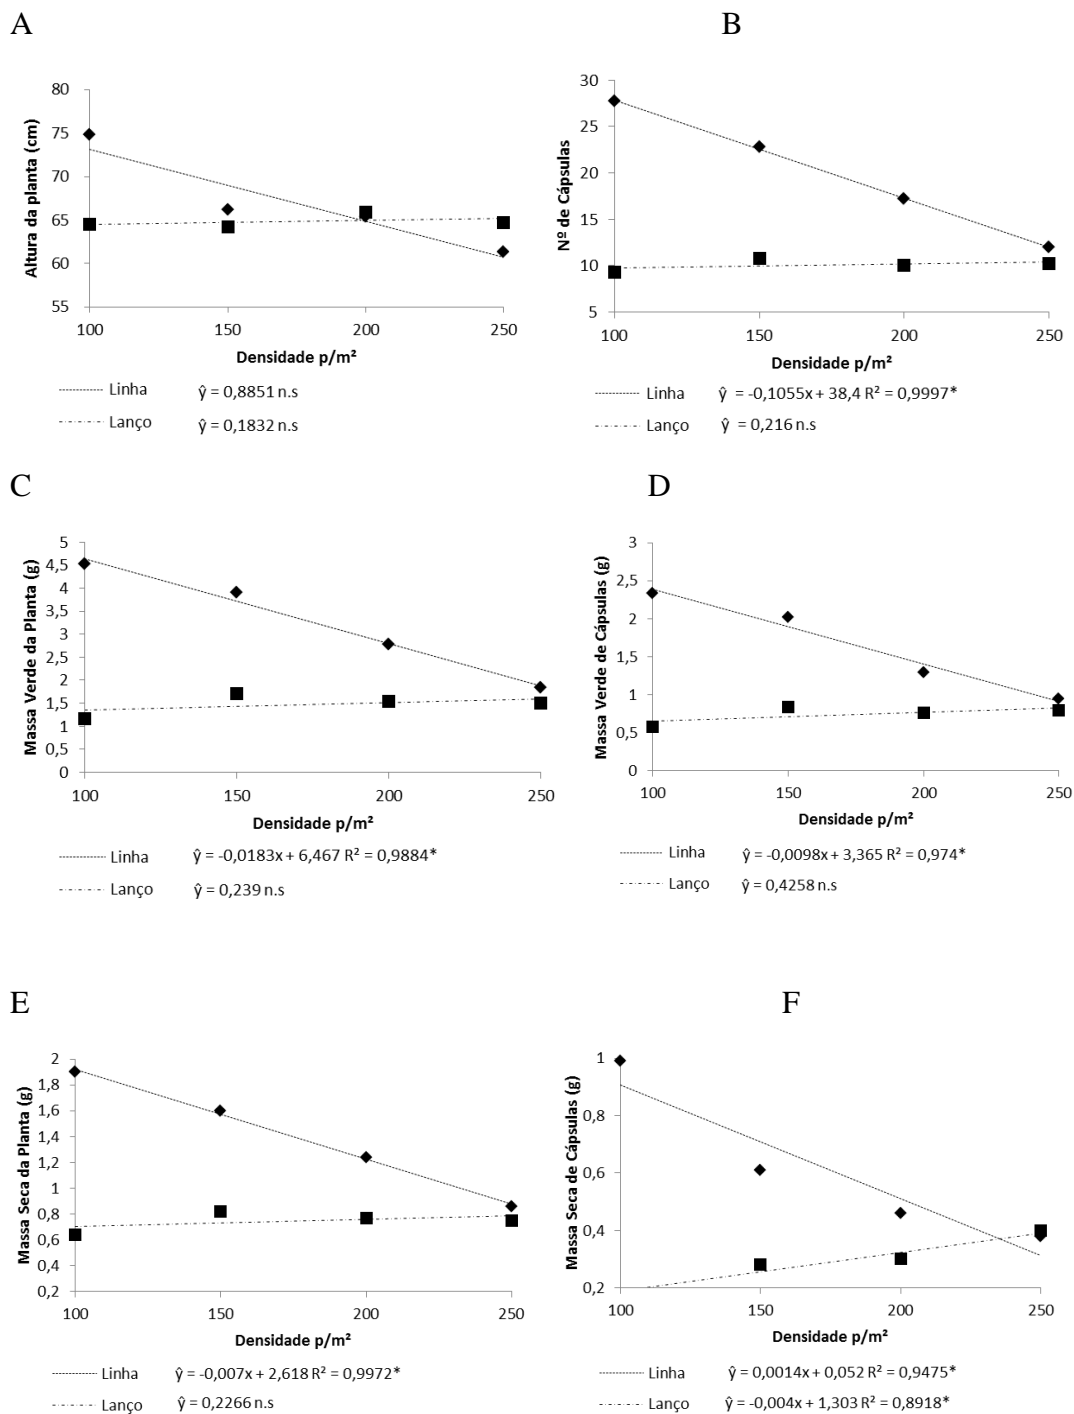 A
Altura da planta (cm)
80
75
70
65
60
55
100 150 200 250
Densidade p/m²
Linha ŷ = 0,8851 n.s
Lanço ŷ = 0,1832 n.s
B
Nº de Cápsulas
30
25
20
15
10
5
100 150 200 250
Densidade p/m²
Linha ŷ = -0,1055x + 38,4 R² = 0,9997*
Lanço ŷ = 0,216 n.s
C
Massa Verde da Planta (g)
5
4,5
4
3,5
3
2,5
2
1,5
1
0,5
0
100 150 200 250
Densidade p/m²
Linha ŷ = -0,0183x + 6,467 R² = 0,9884*
Lanço ŷ = 0,239 n.s
D
Massa Verde de Cápsulas (g)
3
2,5
2
1,5
1
0,5
0
100 150 200 250
Densidade p/m²
Linha ŷ = -0,0098x + 3,365 R² = 0,974*
Lanço ŷ = 0,4258 n.s
E
Massa Seca da Planta (g)
2
1,8
1,6
1,4
1,2
1
0,8
0,6
0,4
0,2
100 150 200 250
Densidade p/m²
Linha ŷ = -0,007x + 2,618 R² = 0,9972*
Lanço ŷ = 0,2266 n.s
F
Massa Seca de Cápsulas (g)
1
0,8
0,6
0,4
0,2
100 150 200 250
Densidade p/m²
Linha ŷ = 0,0014x + 0,052 R² = 0,9475*
Lanço ŷ = -0,004x + 1,303 R² = 0,8918*